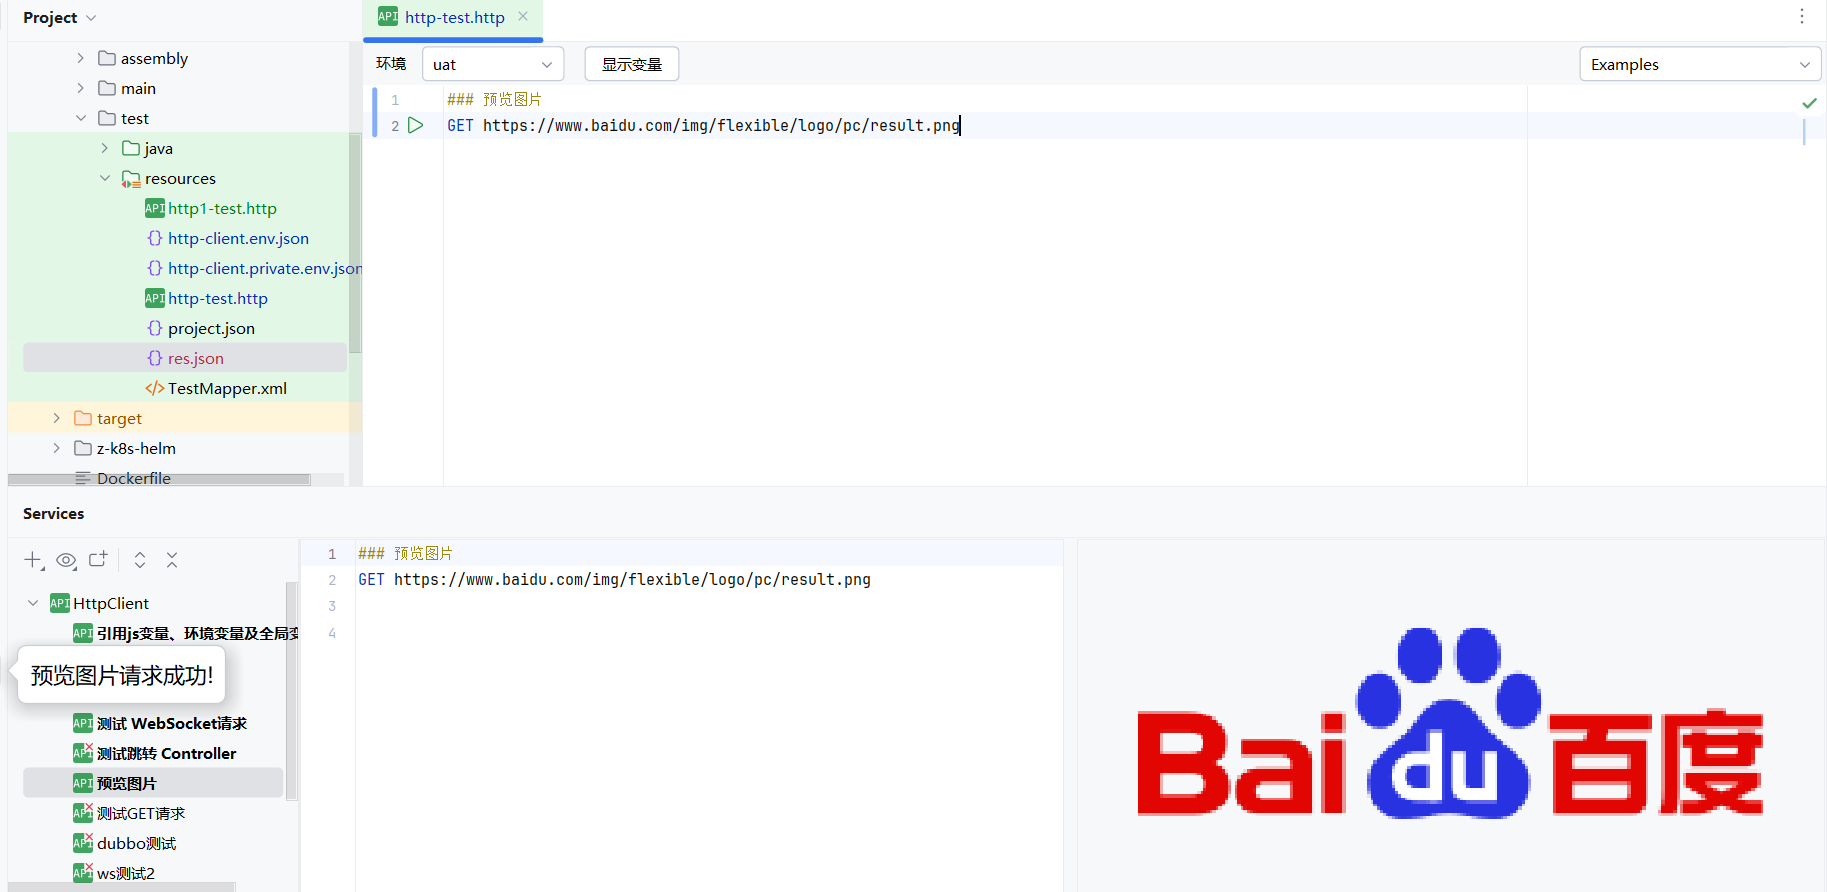 Project
assembly
main
test
java
resources
API http1-test.http
{} http-client.env.json
{} http-client.private.env.json
API http-test.http
{} project.json
{} res.json
</> TestMapper.xml
target
z-k8s-helm
Dockerfile
API http-test.http
环境 uat 显示变量 Examples
1 ### 预览图片
2 GET https://www.baidu.com/img/flexible/logo/pc/result.png
Services
API HttpClient
API 引用js变量、环境变量及全局变
预览图片请求成功!
API 测试 WebSocket请求
API 测试跳转 Controller
API 预览图片
API 测试GET请求
API dubbo测试
API ws测试2
1 ### 预览图片
2 GET https://www.baidu.com/img/flexible/logo/pc/result.png
3
4
Bai du 百度